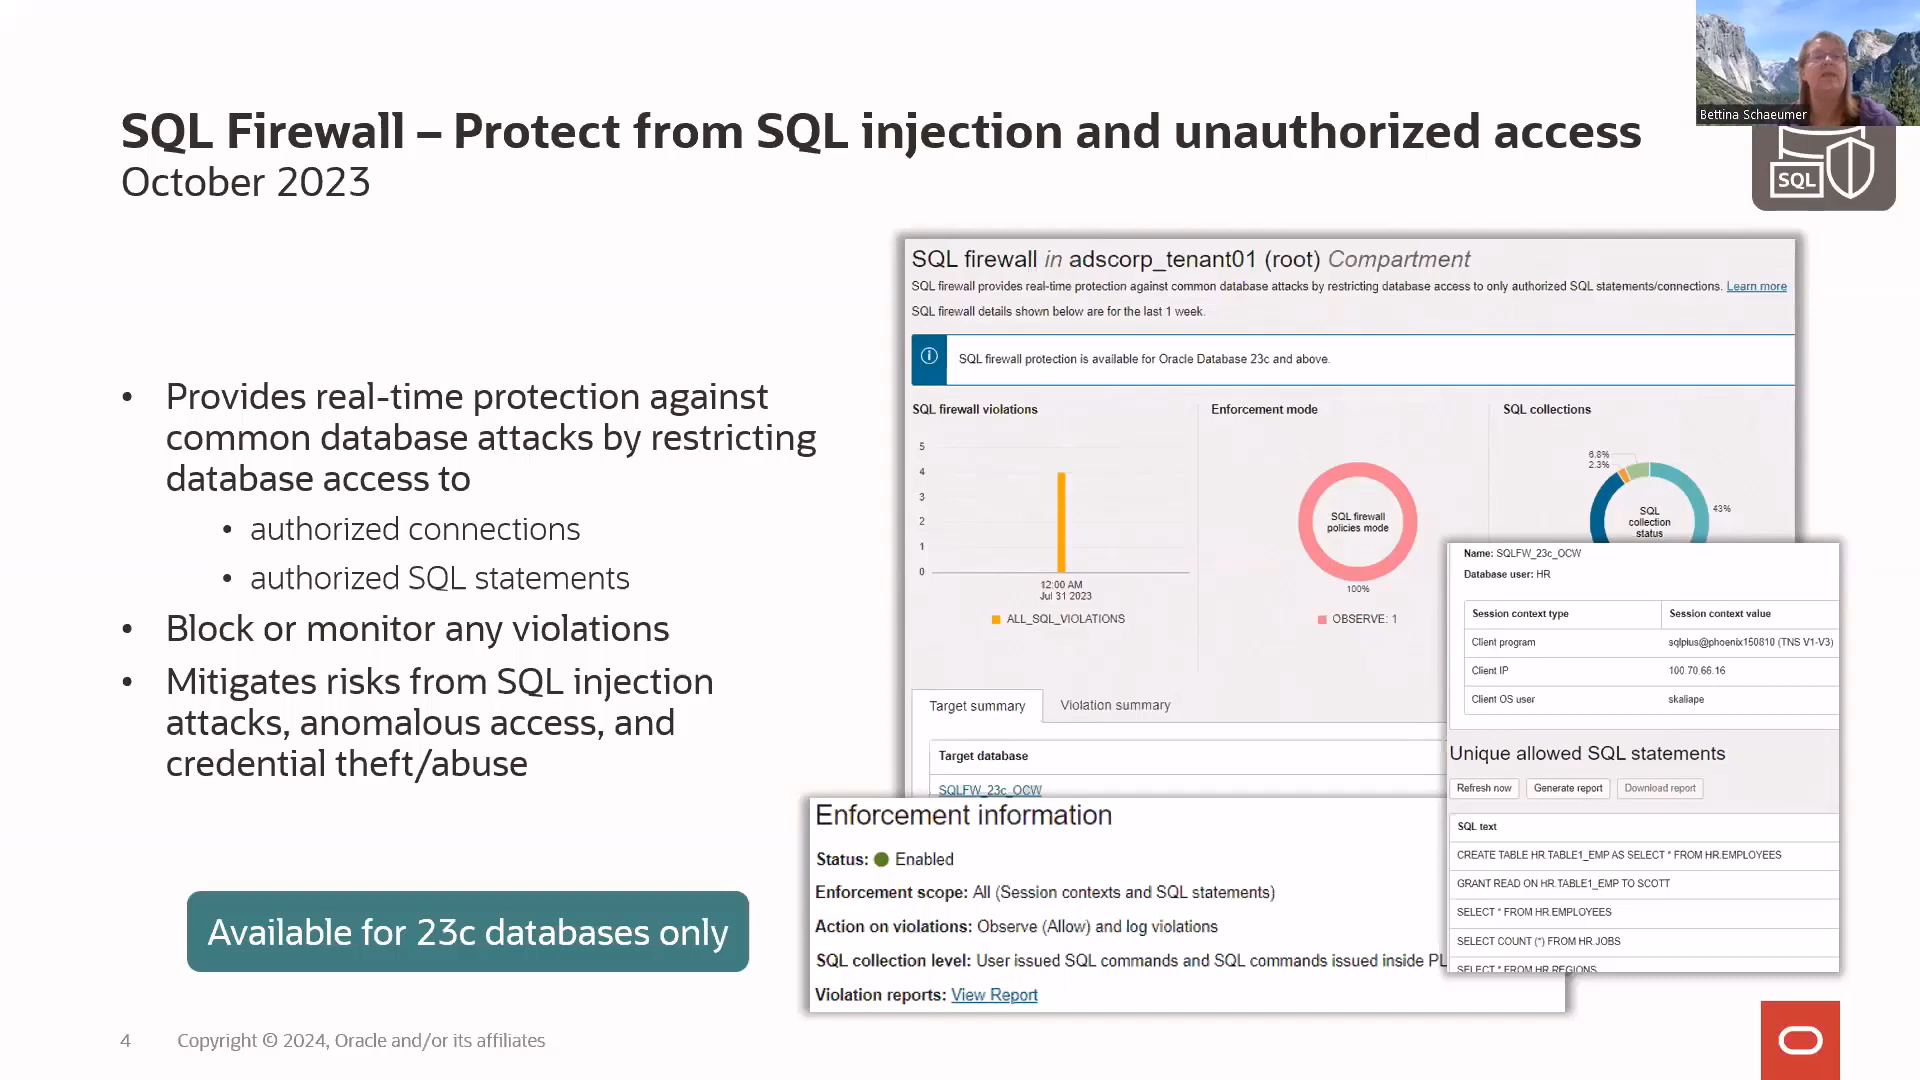 Bettina Schaeumer
SQL
SQL Firewall – Protect from SQL injection and unauthorized access
October 2023
• Provides real-time protection against
common database attacks by restricting
database access to
• authorized connections
• authorized SQL statements
• Block or monitor any violations
• Mitigates risks from SQL injection
attacks, anomalous access, and
credential theft/abuse
Available for 23c databases only
SQL firewall in adscorp_tenant01 (root) Compartment
SQL firewall provides real-time protection against common database attacks by restricting database access to only authorized SQL statements/connections. Learn more
SQL firewall details shown below are for the last 1 week.
SQL firewall protection is available for Oracle Database 23c and above.
SQL firewall violations
5
4
3
2
1
0
12:00 AM
Jul 31 2023
ALL_SQL_VIOLATIONS
Enforcement mode
SQL firewall
policies mode
100%
OBSERVE: 1
SQL collections
6.8%
2.3%
43%
SQL
collection
status
Target summary
Violation summary
Target database
SQLFW_23c_OCW
Name: SQLFW_23c_OCW
Database user: HR
Session context type Session context value
Client program sqlplus@phoenix150810 (TNS V1-V3)
Client IP 100.70.66.16
Client OS user skaliape
Unique allowed SQL statements
Refresh now Generate report Download report
SQL text
CREATE TABLE HR.TABLE1_EMP AS SELECT * FROM HR.EMPLOYEES
GRANT READ ON HR.TABLE1_EMP TO SCOTT
SELECT * FROM HR.EMPLOYEES
SELECT COUNT (*) FROM HR.JOBS
SELECT * FROM HR.REGIONS
Enforcement information
Status: Enabled
Enforcement scope: All (Session contexts and SQL statements)
Action on violations: Observe (Allow) and log violations
SQL collection level: User issued SQL commands and SQL commands issued inside PL
Violation reports: View Report
4 Copyright © 2024, Oracle and/or its affiliates